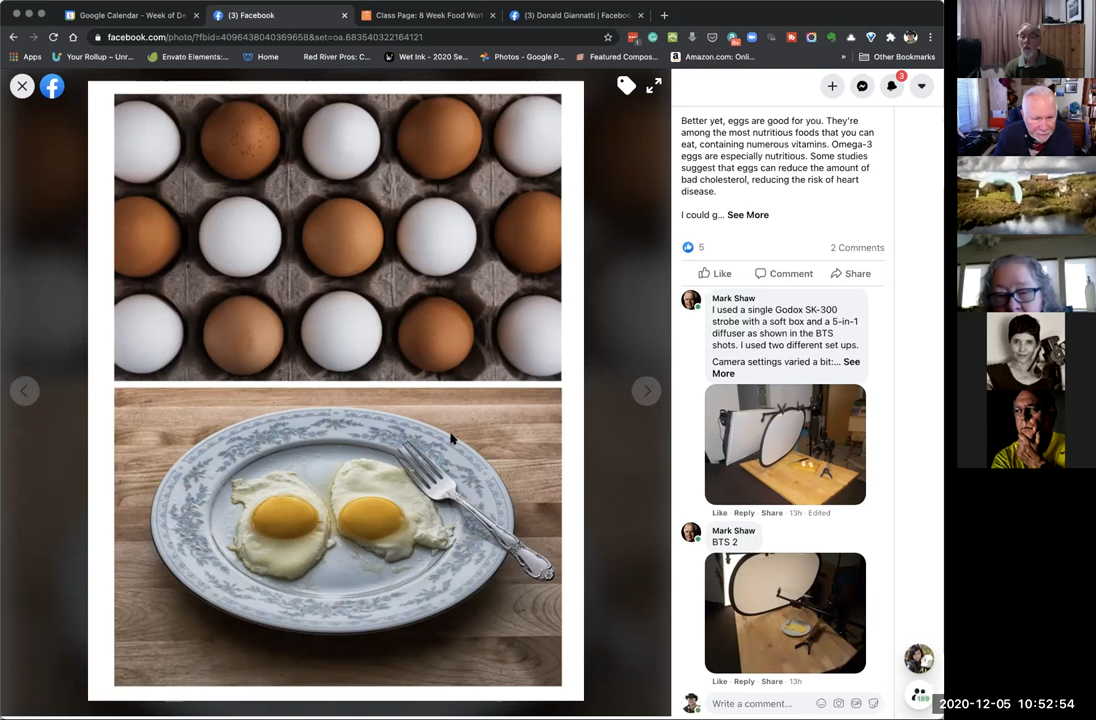 Google Calendar - Week of De
(3) Facebook
Class Page: 8 Week Food Wor
(3) Donald Giannatti | Faceboo
facebook.com/photo/?fbid=4096438040369658&set=oa.683540322164121
Apps
Your Rollup – Unr...
Envato Elements:...
Home
Red River Pros: C...
Wet Ink - 2020 Se...
Photos - Google P...
Featured Compos...
Amazon.com: Onli...
»
Other Bookmarks
3
Better yet, eggs are good for you. They're
among the most nutritious foods that you can
eat, containing numerous vitamins. Omega-3
eggs are especially nutritious. Some studies
suggest that eggs can reduce the amount of
bad cholesterol, reducing the risk of heart
disease.
I could g... See More
5
2 Comments
Like
Comment
Share
Mark Shaw
I used a single Godox SK-300
strobe with a soft box and a 5-in-1
diffuser as shown in the BTS
shots. I used two different set ups.
Camera settings varied a bit:... See
More
Like · Reply · Share · 13h · Edited
Mark Shaw
BTS 2
Like · Reply · Share · 13h
Write a comment...
GIF
189
2020-12-05 10:52:54